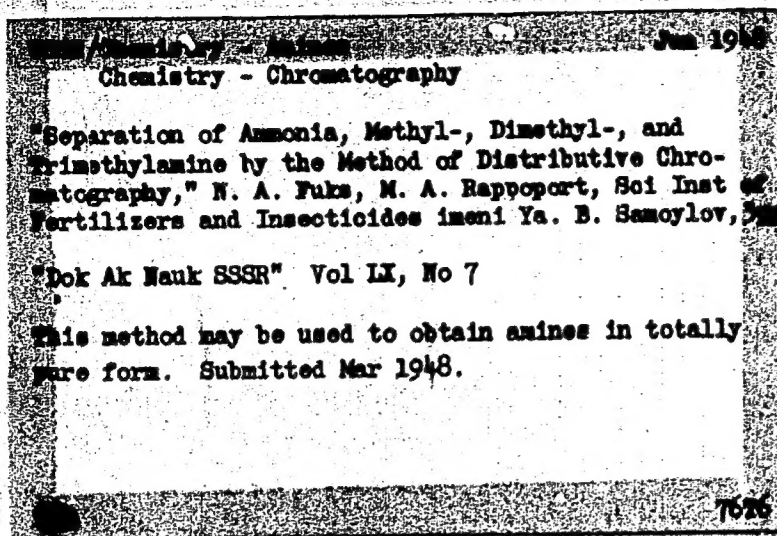 Chemistry - Amines Jun 1948
Chemistry - Chromatography
"Separation of Ammonia, Methyl-, Dimethyl-, and
Trimethylamine by the Method of Distributive Chro-
matography," N. A. Fuks, M. A. Rappoport, Sci Inst of
Fertilizers and Insecticides imeni Ya. B. Samoylov,
"Dok Ak Nauk SSSR" Vol LX, No 7
This method may be used to obtain amines in totally
pure form. Submitted Mar 1948.